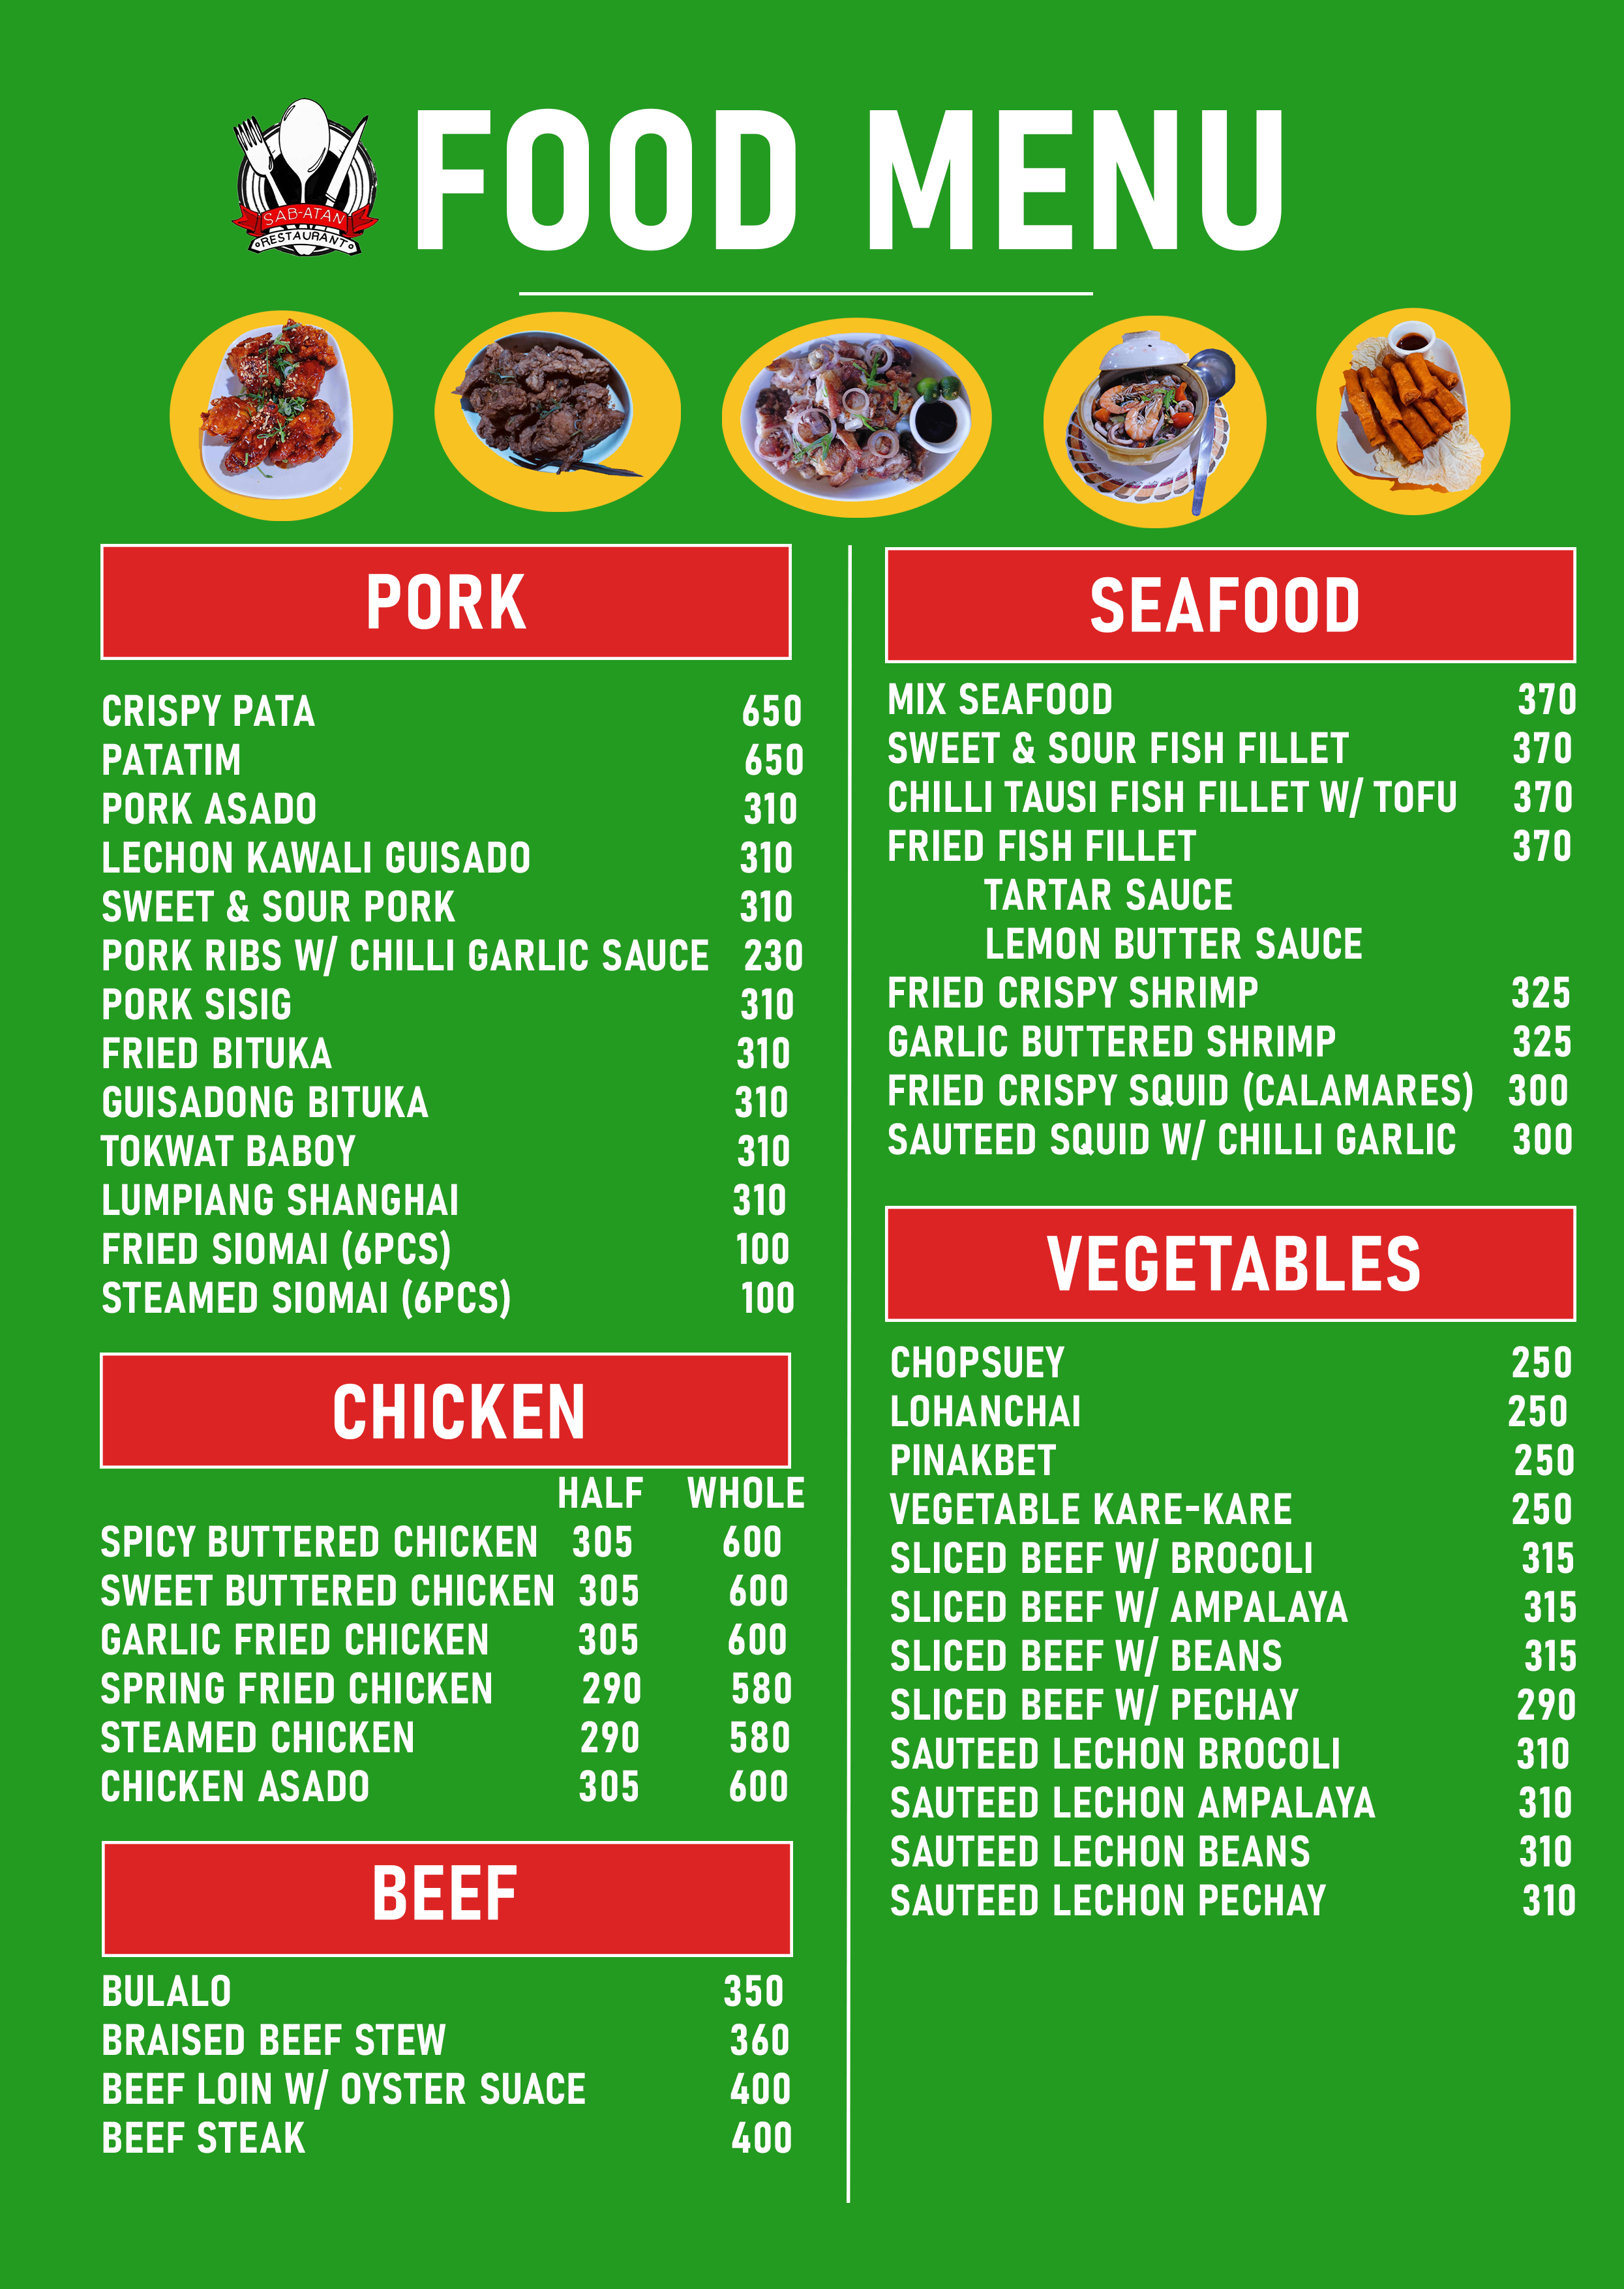 SAB-ATAN
RESTAURANT
FOOD MENU
PORK
CRISPY PATA 650
PATATIM 650
PORK ASADO 310
LECHON KAWALI GUISADO 310
SWEET & SOUR PORK 310
PORK RIBS W/ CHILLI GARLIC SAUCE 230
PORK SISIG 310
FRIED BITUKA 310
GUISADONG BITUKA 310
TOKWAT BABOY 310
LUMPIANG SHANGHAI 310
FRIED SIOMAI (6PCS) 100
STEAMED SIOMAI (6PCS) 100
CHICKEN
HALF WHOLE
SPICY BUTTERED CHICKEN 305 600
SWEET BUTTERED CHICKEN 305 600
GARLIC FRIED CHICKEN 305 600
SPRING FRIED CHICKEN 290 580
STEAMED CHICKEN 290 580
CHICKEN ASADO 305 600
BEEF
BULALO 350
BRAISED BEEF STEW 360
BEEF LOIN W/ OYSTER SUACE 400
BEEF STEAK 400
SEAFOOD
MIX SEAFOOD 370
SWEET & SOUR FISH FILLET 370
CHILLI TAUSI FISH FILLET W/ TOFU 370
FRIED FISH FILLET 370
TARTAR SAUCE
LEMON BUTTER SAUCE
FRIED CRISPY SHRIMP 325
GARLIC BUTTERED SHRIMP 325
FRIED CRISPY SQUID (CALAMARES) 300
SAUTEED SQUID W/ CHILLI GARLIC 300
VEGETABLES
CHOPSUEY 250
LOHANCHAI 250
PINAKBET 250
VEGETABLE KARE-KARE 250
SLICED BEEF W/ BROCOLI 315
SLICED BEEF W/ AMPALAYA 315
SLICED BEEF W/ BEANS 315
SLICED BEEF W/ PECHAY 290
SAUTEED LECHON BROCOLI 310
SAUTEED LECHON AMPALAYA 310
SAUTEED LECHON BEANS 310
SAUTEED LECHON PECHAY 310